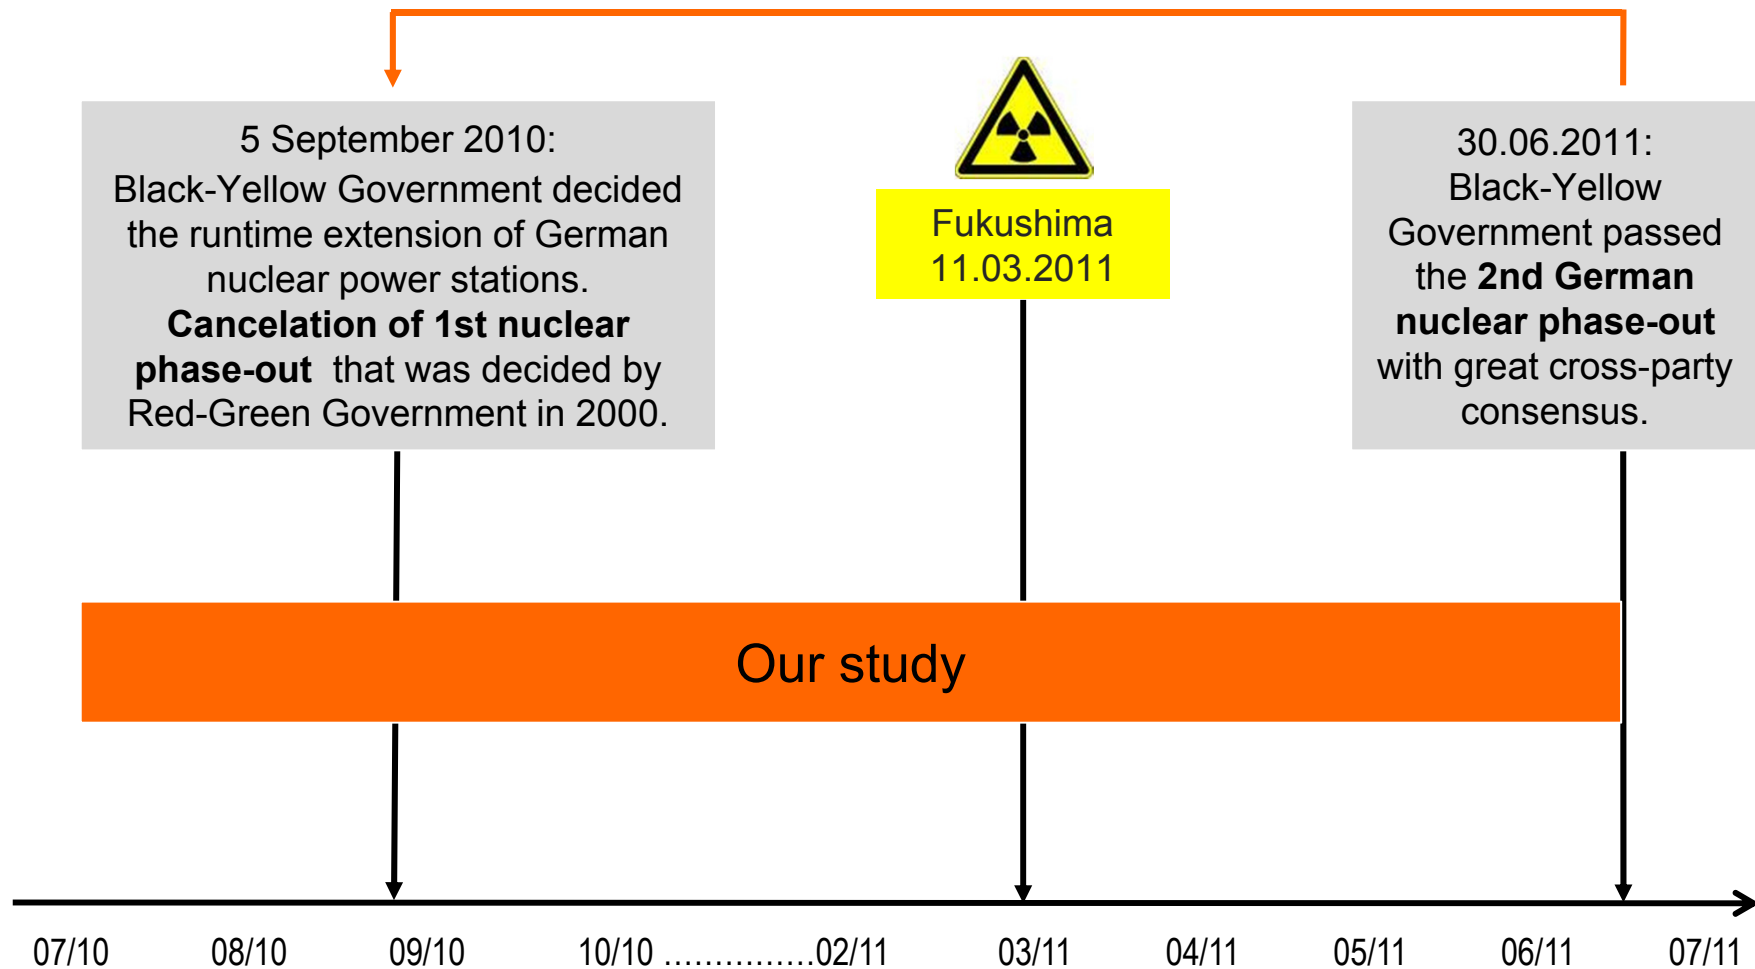 5 September 2010:
Black-Yellow Government decided
the runtime extension of German
nuclear power stations.
Cancelation of 1st nuclear
phase-out that was decided by
Red-Green Government in 2000.
Fukushima
11.03.2011
30.06.2011:
Black-Yellow
Government passed
the 2nd German
nuclear phase-out
with great cross-party
consensus.
Our study
07/10 08/10 09/10 10/10 ...............02/11 03/11 04/11 05/11 06/11 07/11